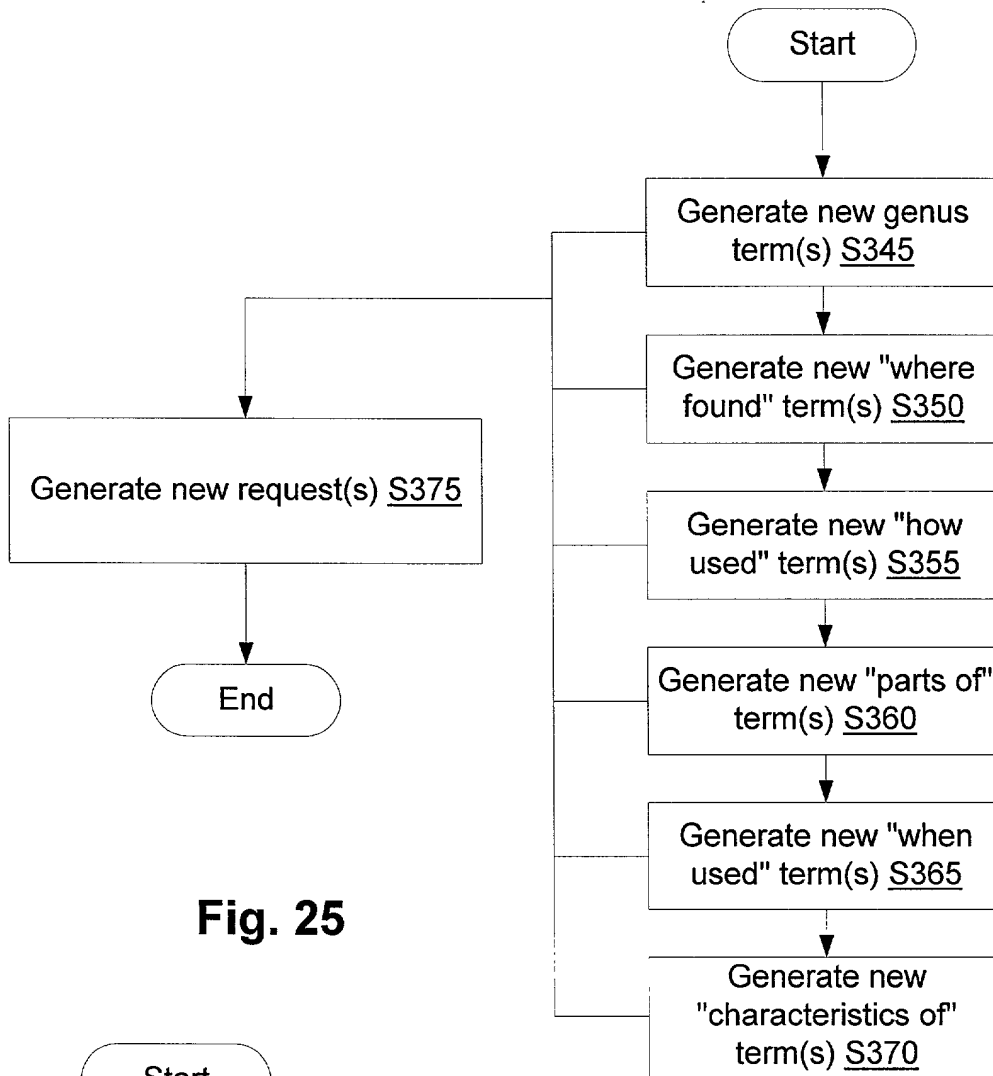 Start
Generate new genus
term(s) S345
Generate new "where
found" term(s) S350
Generate new "how
used" term(s) S355
Generate new "parts of"
term(s) S360
Generate new "when
used" term(s) S365
Generate new
"characteristics of"
term(s) S370
Generate new request(s) S375
End
Fig. 25
Start